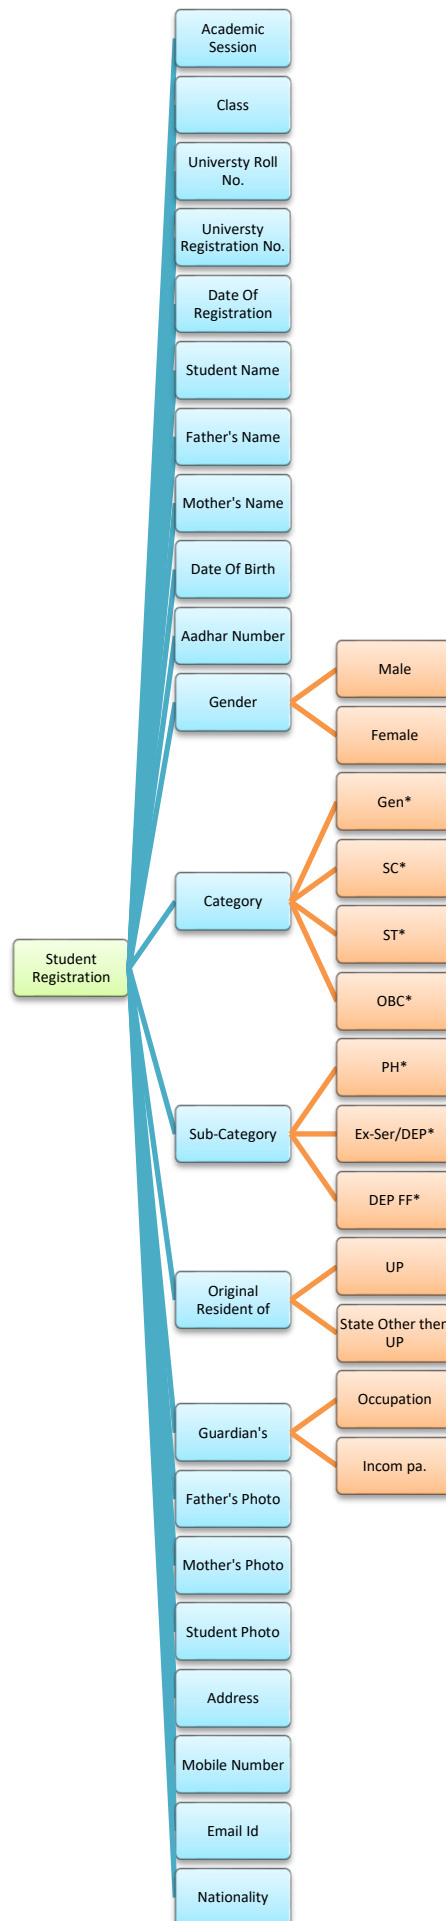 Academic
Session
Class
Universty Roll
No.
Universty
Registration No.
Date Of
Registration
Student Name
Father's Name
Mother's Name
Date Of Birth
Aadhar Number
Gender
Male
Female
Category
Gen*
SC*
ST*
OBC*
Student
Registration
Sub-Category
PH*
Ex-Ser/DEP*
DEP FF*
Original
Resident of
UP
State Other then
UP
Guardian's
Occupation
Incom pa.
Father's Photo
Mother's Photo
Student Photo
Address
Mobile Number
Email Id
Nationality